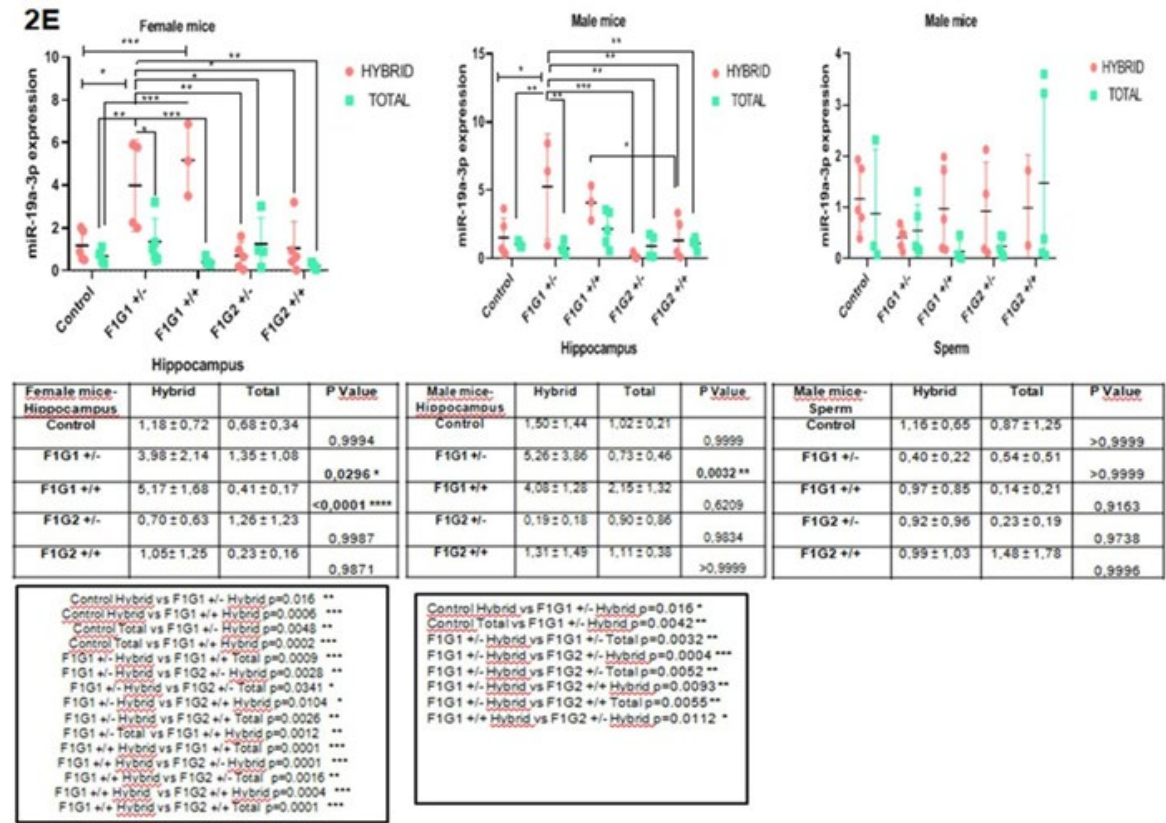 2E
Female mice
miR-19a-3p expression
10
8
6
4
2
0
HYBRID
TOTAL
Control
F1G1 +/-
F1G1 +/+
F1G2 +/-
F1G2 +/+
Hippocampus
Male mice
miR-19a-3p expression
15
10
5
0
HYBRID
TOTAL
Control
F1G1 +/-
F1G1 +/+
F1G2 +/-
F1G2 +/+
Hippocampus
Male mice
miR-19a-3p expression
4
3
2
1
0
HYBRID
TOTAL
Control
F1G1 +/-
F1G1 +/+
F1G2 +/-
F1G2 +/+
Sperm
Female mice-Hippocampus Hybrid Total P Value
Control 1,18 ± 0,72 0,68 ± 0,34 0,9994
F1G1 +/- 3,98 ± 2,14 1,35 ± 1,08 0,0296 *
F1G1 +/+ 5,17 ± 1,68 0,41 ± 0,17 <0,0001 ****
F1G2 +/- 0,70 ± 0,63 1,26 ± 1,23 0,9987
F1G2 +/+ 1,05 ± 1,25 0,23 ± 0,16 0,9871
Male mice-Hippocampus Hybrid Total P Value
Control 1,50 ± 1,44 1,02 ± 0,21 0,9999
F1G1 +/- 5,26 ± 3,86 0,73 ± 0,46 0,0032 **
F1G1 +/+ 4,08 ± 1,28 2,15 ± 1,32 0,6209
F1G2 +/- 0,19 ± 0,18 0,90 ± 0,86 0,9834
F1G2 +/+ 1,31 ± 1,49 1,11 ± 0,38 >0,9999
Male mice-Sperm Hybrid Total P Value
Control 1,16 ± 0,65 0,87 ± 1,25 >0,9999
F1G1 +/- 0,40 ± 0,22 0,54 ± 0,51 >0,9999
F1G1 +/+ 0,97 ± 0,85 0,14 ± 0,21 0,9163
F1G2 +/- 0,92 ± 0,96 0,23 ± 0,19 0,9738
F1G2 +/+ 0,99 ± 1,03 1,48 ± 1,78 0,9996
Control Hybrid vs F1G1 +/- Hybrid p=0.016 **
Control Hybrid vs F1G1 +/+ Hybrid p=0.0006 ***
Control Total vs F1G1 +/- Hybrid p=0.0048 **
Control Total vs F1G1 +/+ Hybrid p=0.0002 ***
F1G1 +/- Hybrid vs F1G1 +/+ Total p=0.0009 ***
F1G1 +/- Hybrid vs F1G2 +/- Hybrid p=0.0028 **
F1G1 +/- Hybrid vs F1G2 +/- Total p=0.0341 *
F1G1 +/- Hybrid vs F1G2 +/+ Hybrid p=0.0104 *
F1G1 +/- Hybrid vs F1G2 +/+ Total p=0.0026 **
F1G1 +/- Total vs F1G1 +/+ Hybrid p=0.0012 **
F1G1 +/+ Hybrid vs F1G1 +/+ Total p=0.0001 ***
F1G1 +/+ Hybrid vs F1G2 +/- Hybrid p=0.0001 ***
F1G1 +/+ Hybrid vs F1G2 +/- Total p=0.0016 **
F1G1 +/+ Hybrid vs F1G2 +/+ Hybrid p=0.0004 ***
F1G1 +/+ Hybrid vs F1G2 +/+ Total p=0.0001 ***
Control Hybrid vs F1G1 +/- Hybrid p=0.016 *
Control Total vs F1G1 +/- Hybrid p=0.0042 **
F1G1 +/- Hybrid vs F1G1 +/- Total p=0.0032 **
F1G1 +/- Hybrid vs F1G2 +/- Hybrid p=0.0004 ***
F1G1 +/- Hybrid vs F1G2 +/- Total p=0.0052 **
F1G1 +/- Hybrid vs F1G2 +/+ Hybrid p=0.0093 **
F1G1 +/- Hybrid vs F1G2 +/+ Total p=0.0055 **
F1G1 +/+ Hybrid vs F1G2 +/- Hybrid p=0.0112 *